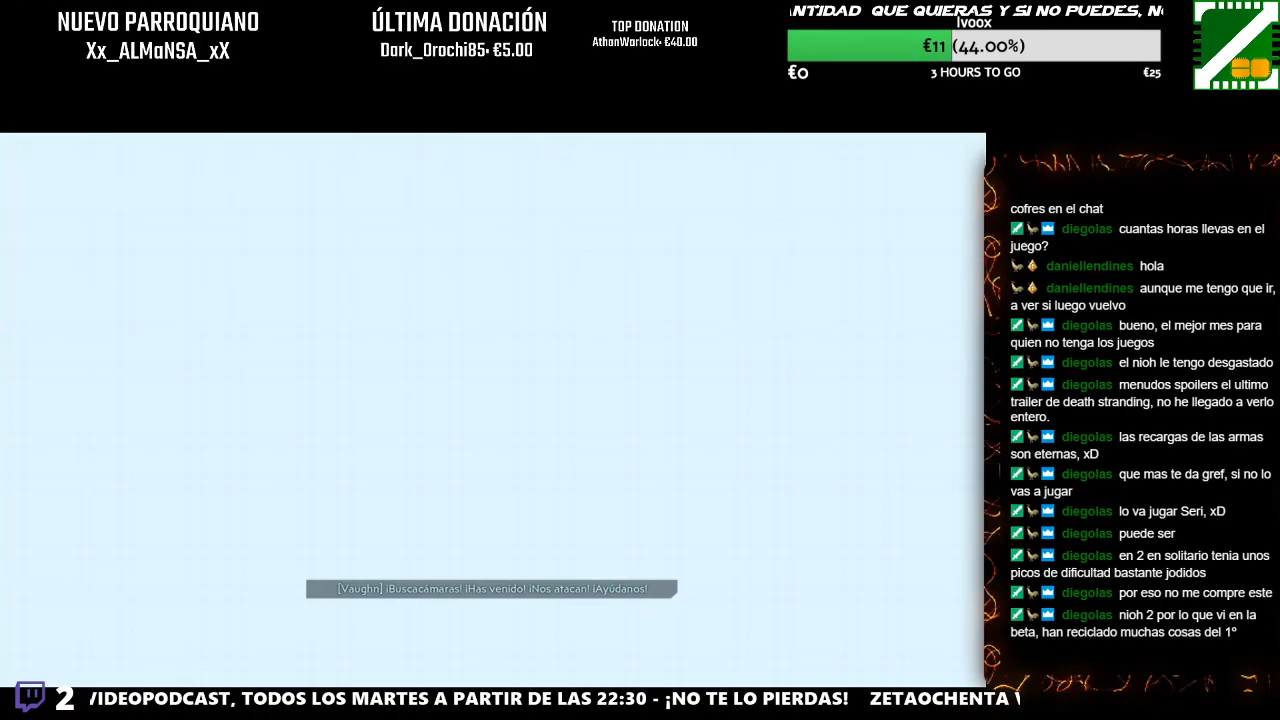 NUEVO PARROQUIANO
Xx_ALMaNSA_xX
ÚLTIMA DONACIÓN
Dark_Orochi85• €5.00
TOP DONATION
AthanWarlock• €40.00
NTIDAD QUE QUIERAS Y SI NO PUEDES,
Ivoox
€11 (44.00%)
€0
3 HOURS TO GO
€25
cofres en el chat
diegolas cuantas horas llevas en el
juego?
daniellendines hola
daniellendines aunque me tengo que ir,
a ver si luego vuelvo
diegolas bueno, el mejor mes para
quien no tenga los juegos
diegolas el nioh le tengo desgastado
diegolas menudos spoilers el ultimo
trailer de death stranding, no he llegado a verlo
entero.
diegolas las recargas de las armas
son eternas, xD
diegolas que mas te da gref, si no lo
vas a jugar
diegolas lo va jugar Seri, xD
diegolas puede ser
diegolas en 2 en solitario tenia unos
picos de dificultad bastante jodidos
diegolas por eso no me compre este
diegolas nioh 2 por lo que vi en la
beta, han reciclado muchas cosas del 1º
[Vaughn] ¡Buscacámaras! ¡Has venido! ¡Nos atacan! ¡Ayúdanos!
2
VIDEOPODCAST, TODOS LOS MARTES A PARTIR DE LAS 22:30 - ¡NO TE LO PIERDAS! ZETAOCHENTA